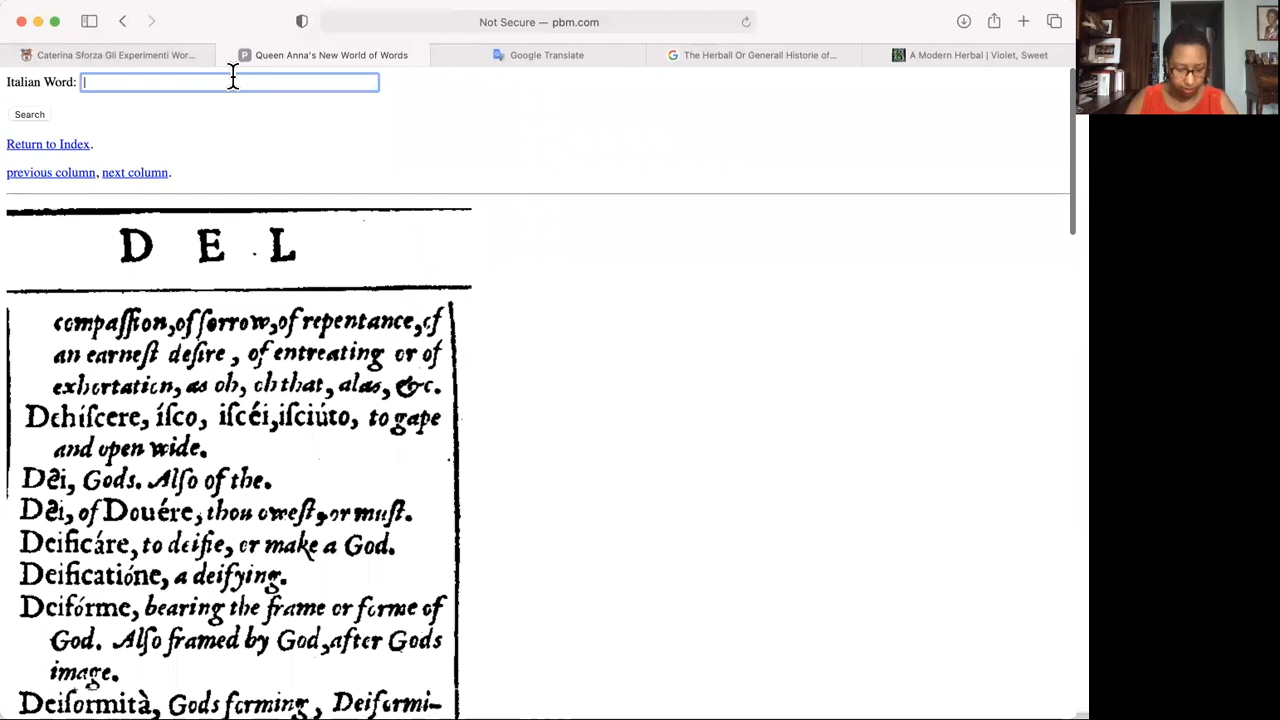 Not Secure — pbm.com
Caterina Sforza Gli Experimenti Wor...
P Queen Anna's New World of Words
Google Translate
G The Herball Or Generall Historie of...
A Modern Herbal | Violet, Sweet
Italian Word:
Search
Return to Index.
previous column, next column.
D E L
compaſſion, of ſorrow, of repentance, of
an earneſt deſire, of entreating or of
exhortation, as oh, oh that, alas, &c.
Dehíſcere, íſco, iſcéi, iſciúto, to gape
and open wide.
Dèi, Gods. Alſo of the.
Dèi, of Douére, thou oweſt, or muſt.
Deificáre, to deifie, or make a God.
Deificatióne, a deifying.
Deifórme, bearing the frame or forme of
God. Alſo framed by God, after Gods
image.
Deiformità, Gods forming, Deiformi-